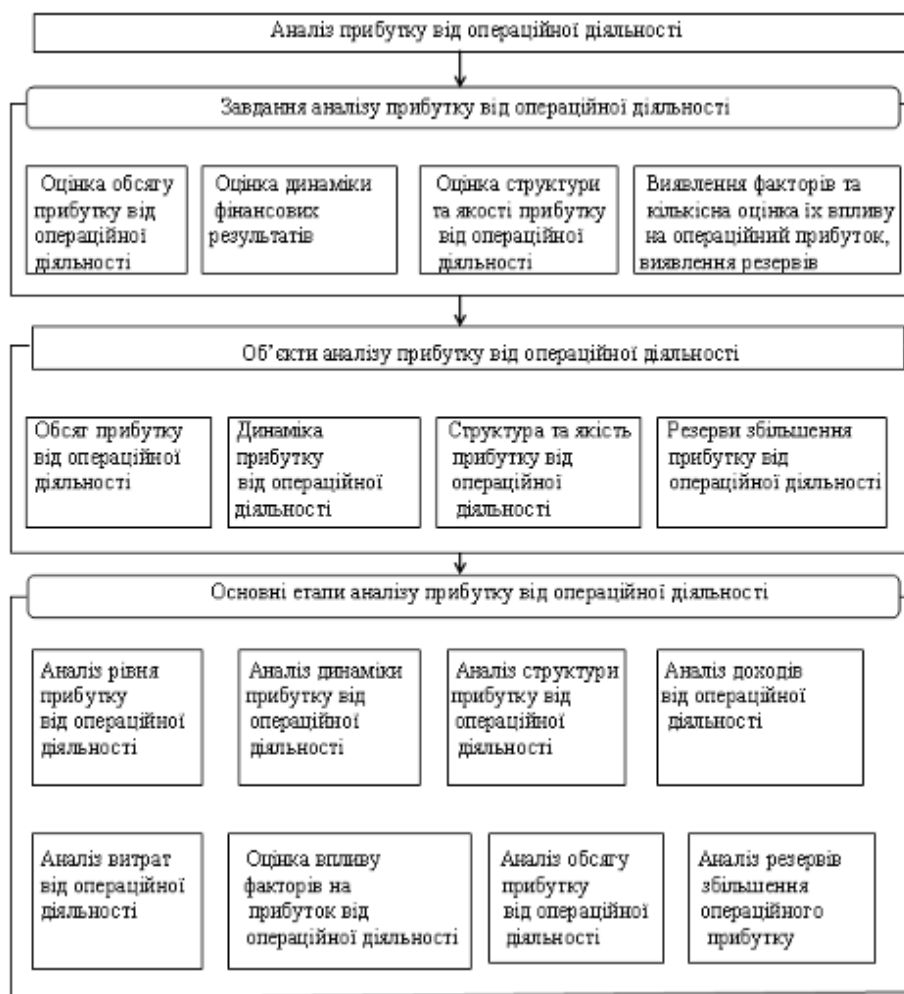 Аналіз прибутку від операційної діяльності
Завдання аналізу прибутку від операційної діяльності
Оцінка обсягу
прибутку від
операційної
діяльності
Оцінка динаміки
фінансових
результатів
Оцінка структури
та якості прибутку
від операційної
діяльності
Виявлення факторів та
кількісна оцінка їх впливу
на операційний прибуток,
виявлення резервів
Об’єкти аналізу прибутку від операційної діяльності
Обсяг прибутку
від операційної
діяльності
Динаміка
прибутку
від операційної
діяльності
Структура та якість
прибутку від
операційної
діяльності
Резерви збільшення
прибутку від
операційної діяльності
Основні етапи аналізу прибутку від операційної діяльності
Аналіз рівня
прибутку
від операційної
діяльності
Аналіз динаміки
прибутку від
операційної
діяльності
Аналіз структури
прибутку від
операційної
діяльності
Аналіз доходів
від операційної
діяльності
Аналіз витрат
від операційної
діяльності
Оцінка впливу
факторів на
прибуток від
операційної діяльності
Аналіз обсягу
прибутку
від операційної
діяльності
Аналіз резервів
збільшення
операційного
прибутку